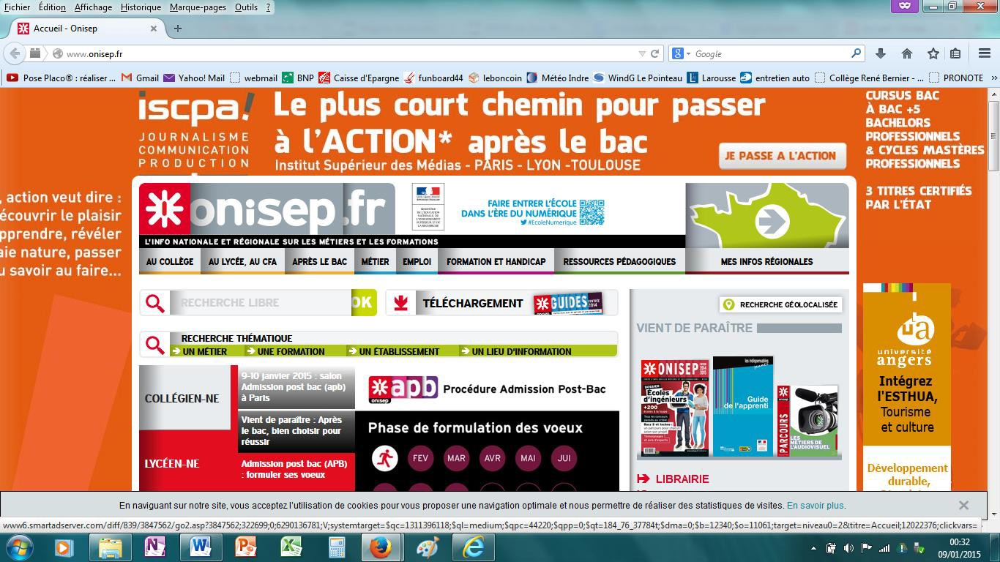 Fichier Édition Affichage Historique Marque-pages Outils ?
Accueil - Onisep
www.onisep.fr
Google
Pose Placo® : réaliser ... Gmail Yahoo! Mail webmail BNP Caisse d'Epargne funboard44 leboncoin Météo Indre WindG Le Pointeau Larousse entretien auto Collège René Bernier - ... PRONOTE »
iscpa!
JOURNALISME
COMMUNICATION
PRODUCTION
Le plus court chemin pour passer
à l'ACTION* après le bac
Institut Supérieur des Médias - PARIS - LYON -TOULOUSE
JE PASSE A L'ACTION
CURSUS BAC
À BAC +5
BACHELORS
PROFESSIONNELS
& CYCLES MASTÈRES
PROFESSIONNELS
3 TITRES CERTIFIÉS
PAR L'ÉTAT
, action veut dire :
écouvrir le plaisir
pprendre, révéler
aie nature, passer
u savoir au faire...
onisep.fr
MINISTÈRE
DE L'ÉDUCATION
NATIONALE, DE
L'ENSEIGNEMENT
SUPÉRIEUR ET DE
LA RECHERCHE
FAIRE ENTRER L'ÉCOLE
DANS L'ÈRE DU NUMÉRIQUE
#EcoleNumerique
L'INFO NATIONALE ET RÉGIONALE SUR LES MÉTIERS ET LES FORMATIONS
AU COLLÈGE AU LYCÉE, AU CFA APRÈS LE BAC MÉTIER EMPLOI FORMATION ET HANDICAP RESSOURCES PÉDAGOGIQUES MES INFOS RÉGIONALES
RECHERCHE LIBRE OK
TÉLÉCHARGEMENT
GUIDES
RECHERCHE GÉOLOCALISÉE
RECHERCHE THÉMATIQUE
UN MÉTIER UNE FORMATION UN ÉTABLISSEMENT UN LIEU D'INFORMATION
VIENT DE PARAÎTRE
COLLÉGIEN-NE
LYCÉEN-NE
9-10 janvier 2015 : salon
Admission post bac (apb)
à Paris
Vient de paraître : Après
le bac, bien choisir pour
réussir
Admission post bac (APB)
: formuler ses voeux
onisep
apb
Procédure Admission Post-Bac
Phase de formulation des voeux
FEV MAR AVR MAI JUI
ONISEP
DOSSIER
Écoles
d'ingénieurs
+200
les indispensables
Guide
de l'apprenti
PARCOURS
LES
MÉTIERS DE
L'AUDIOVISUEL
LIBRAIRIE
ua
université
angers
Intégrez
l'ESTHUA,
Tourisme
et culture
Développement
durable,
En naviguant sur notre site, vous acceptez l'utilisation de cookies pour vous proposer une navigation optimale et nous permettre de réaliser des statistiques de visites. En savoir plus.
www6.smartadserver.com/diff/839/3847562/go2.asp?3847562;322699;0;6290136781;V;systemtarget=$qc=1311396118;$ql=medium;$qpc=44220;$qpp=0;$qt=184_76_37784t;$dma=0;$b=12340;$o=11061;target=niveau0=2&titre=Accueil;12022376;clickvars=
00:32
09/01/2015